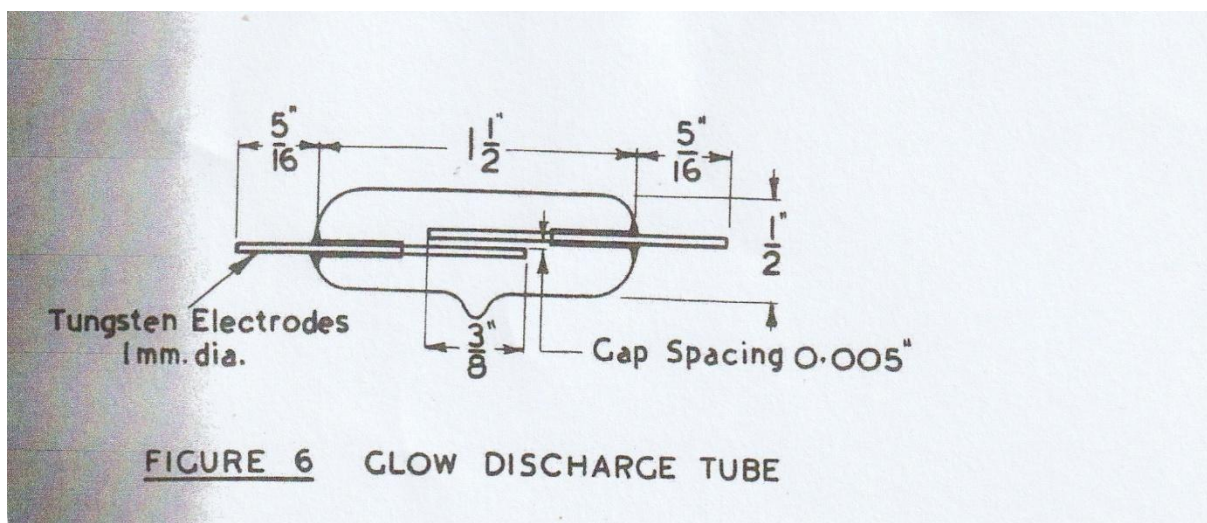 5/16" 1 1/2" 5/16"
1/2"
Tungsten Electrodes
1mm. dia.
3/8"
Gap Spacing 0.005"
FIGURE 6 GLOW DISCHARGE TUBE